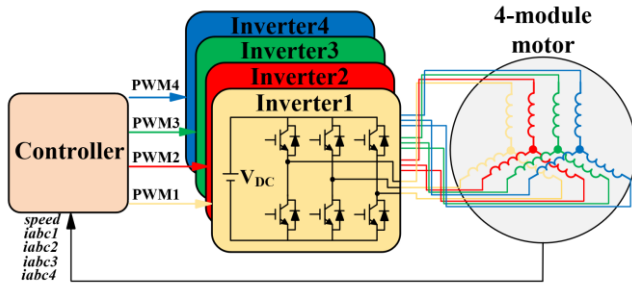 Inverter4
Inverter3
Inverter2
Inverter1
4-module
motor
PWM4
PWM3
PWM2
PWM1
Controller
VDC
speed
iabc1
iabc2
iabc3
iabc4